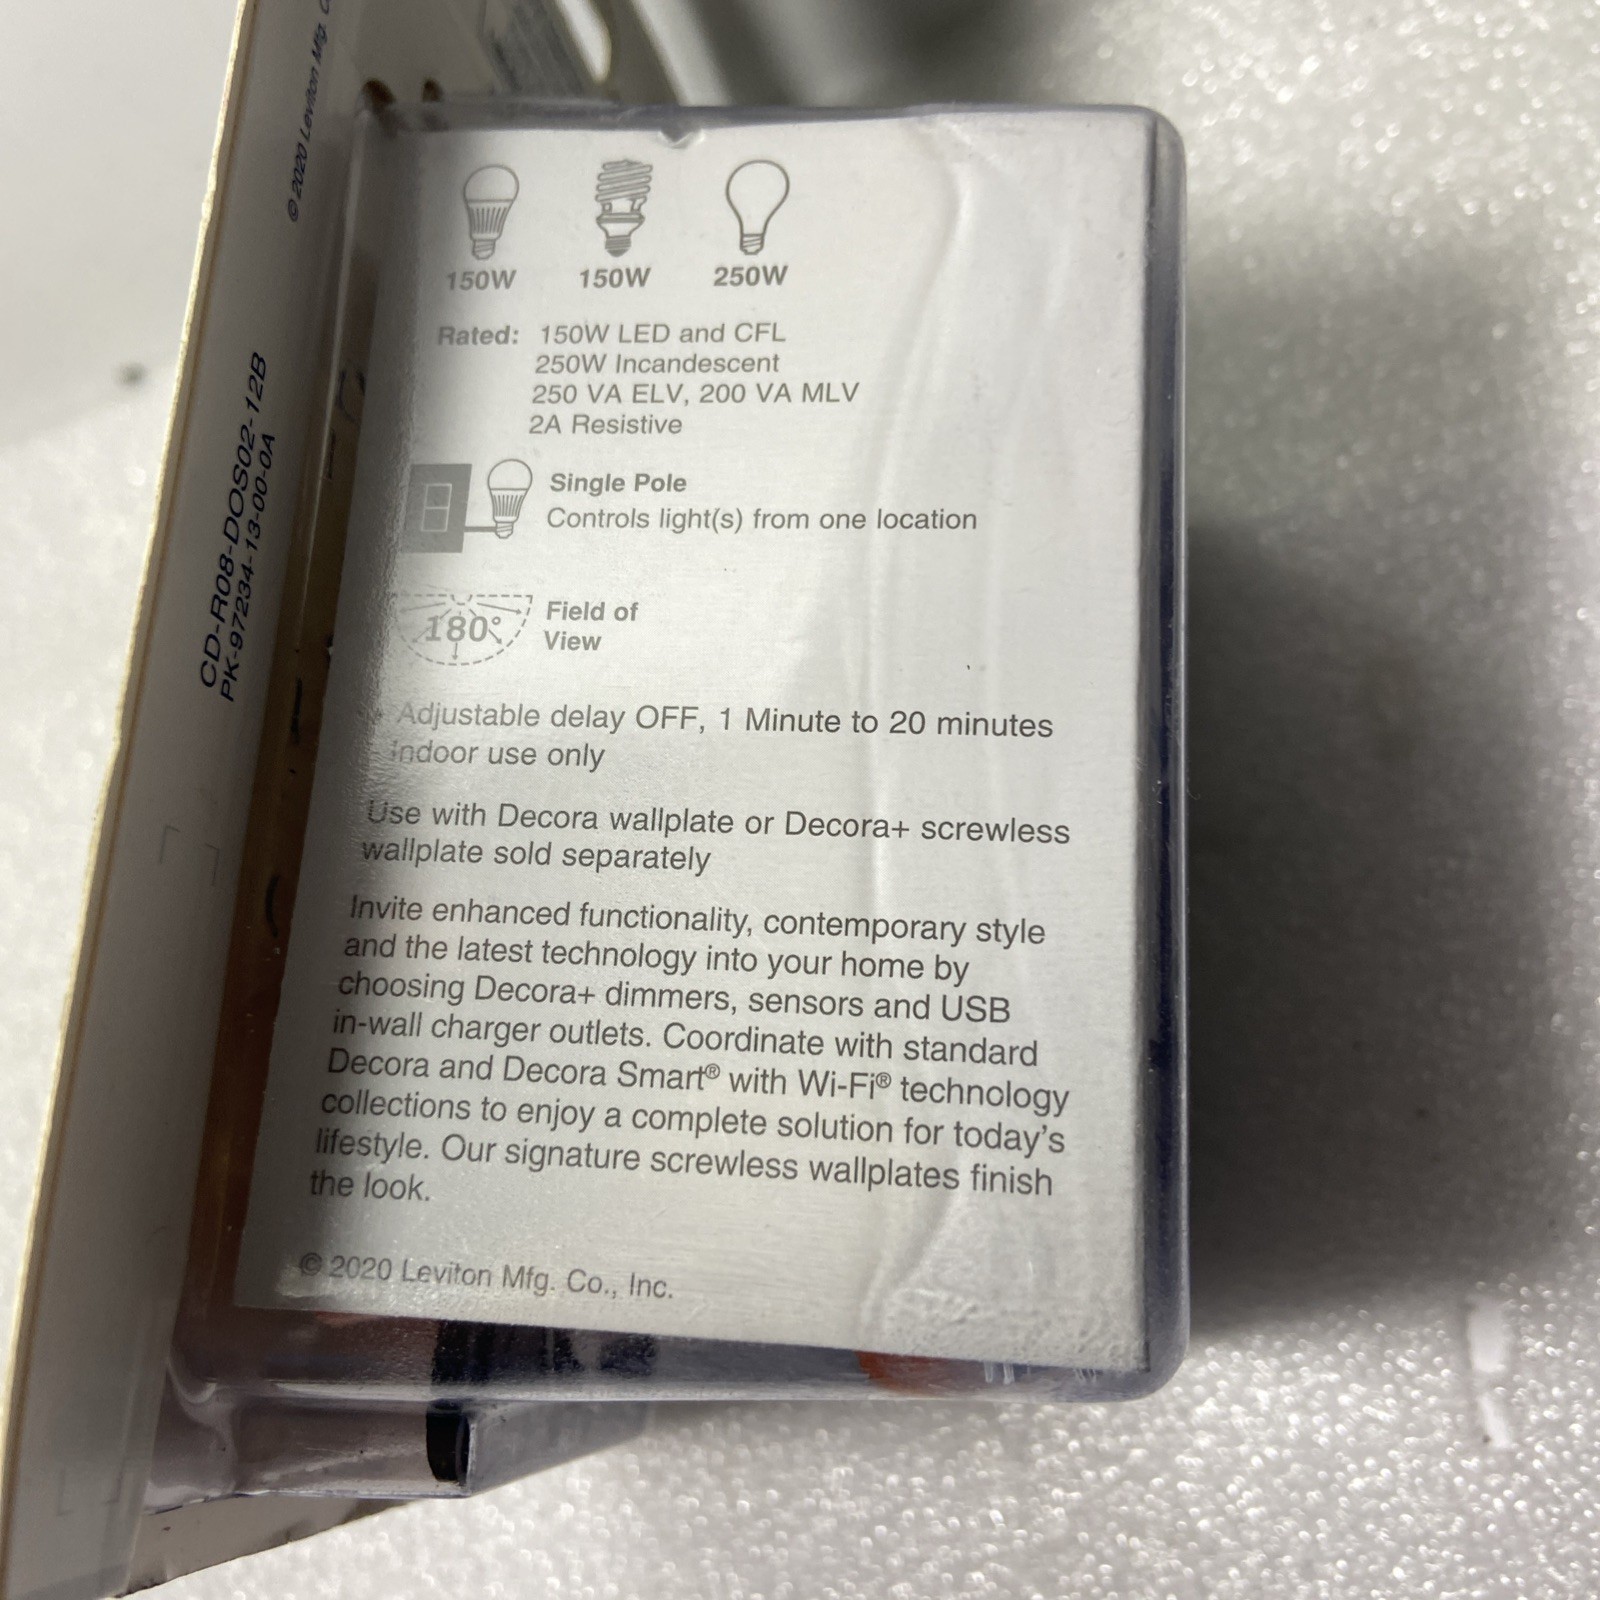 © 2020 Leviton Mfg.
CD-R08-DOS02-12B
PK-97234-13-00-0A
150W 150W 250W
Rated: 150W LED and CFL
250W Incandescent
250 VA ELV, 200 VA MLV
2A Resistive
Single Pole
Controls light(s) from one location
180°
Field of
View
Adjustable delay OFF, 1 Minute to 20 minutes
Indoor use only
Use with Decora wallplate or Decora+ screwless
wallplate sold separately
Invite enhanced functionality, contemporary style
and the latest technology into your home by
choosing Decora+ dimmers, sensors and USB
in-wall charger outlets. Coordinate with standard
Decora and Decora Smart® with Wi-Fi® technology
collections to enjoy a complete solution for today's
lifestyle. Our signature screwless wallplates finish
the look.
© 2020 Leviton Mfg. Co., Inc.